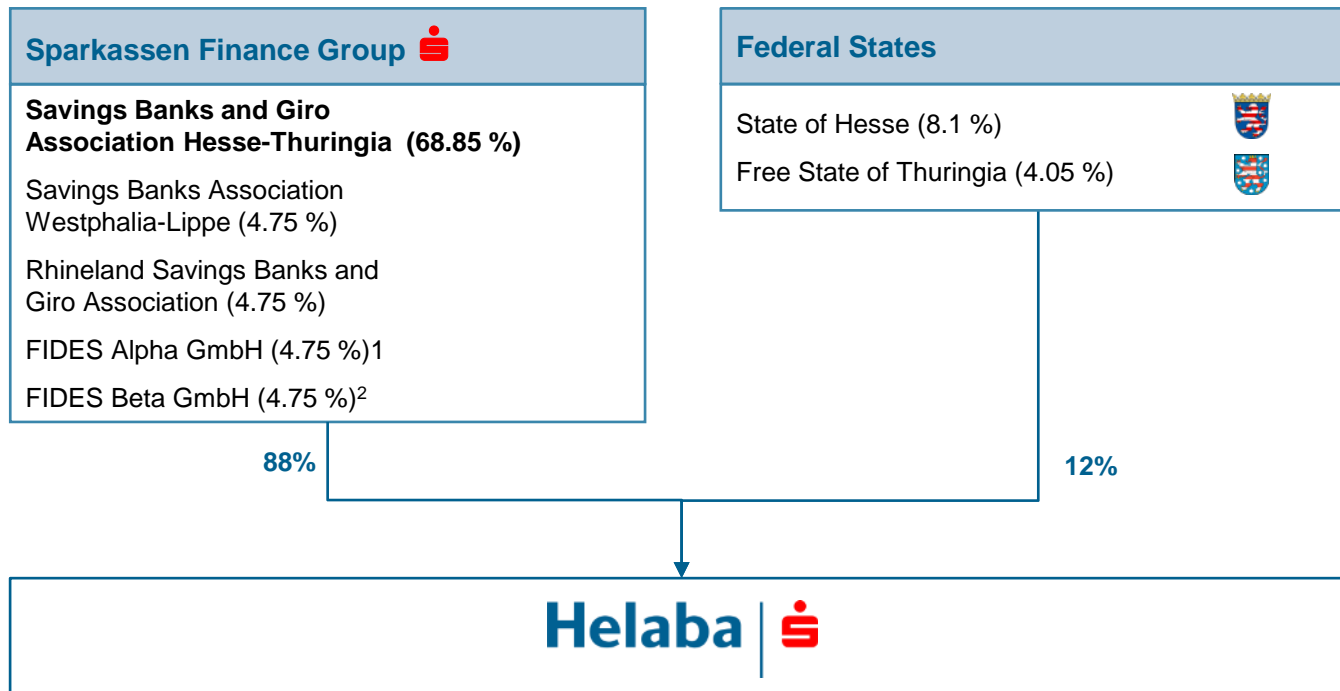 Sparkassen Finance Group
Savings Banks and Giro
Association Hesse-Thuringia (68.85 %)
Savings Banks Association
Westphalia-Lippe (4.75 %)
Rhineland Savings Banks and
Giro Association (4.75 %)
FIDES Alpha GmbH (4.75 %)1
FIDES Beta GmbH (4.75 %)²
Federal States
State of Hesse (8.1 %)
Free State of Thuringia (4.05 %)
88%
12%
Helaba